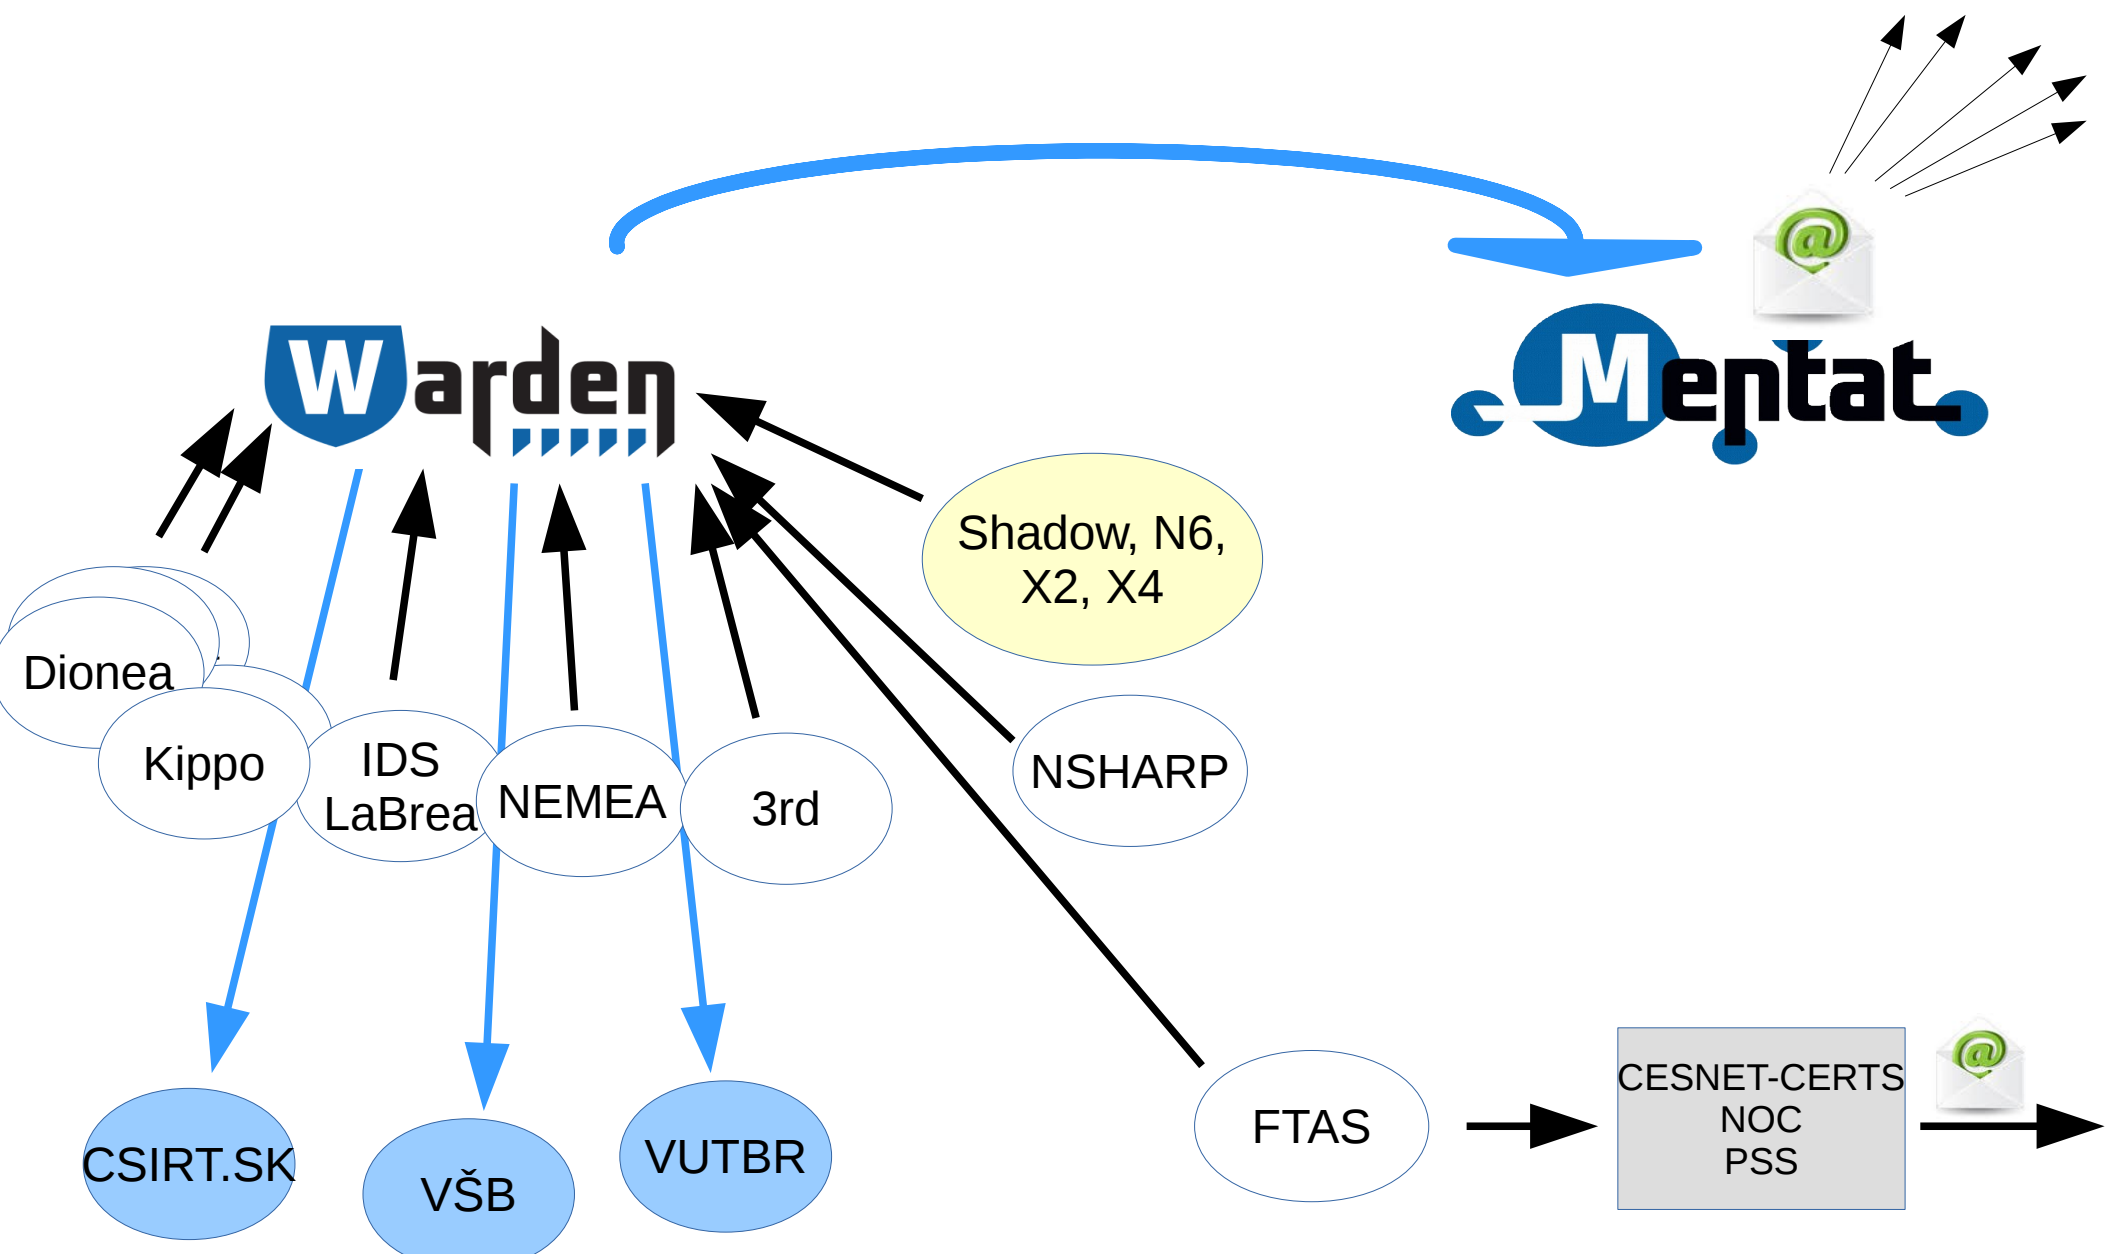 Warden
Mentat
Shadow, N6,
X2, X4
Dionea
Kippo
IDS
LaBrea
NEMEA
3rd
NSHARP
FTAS
CESNET-CERTS
NOC
PSS
CSIRT.SK
VŠB
VUTBR